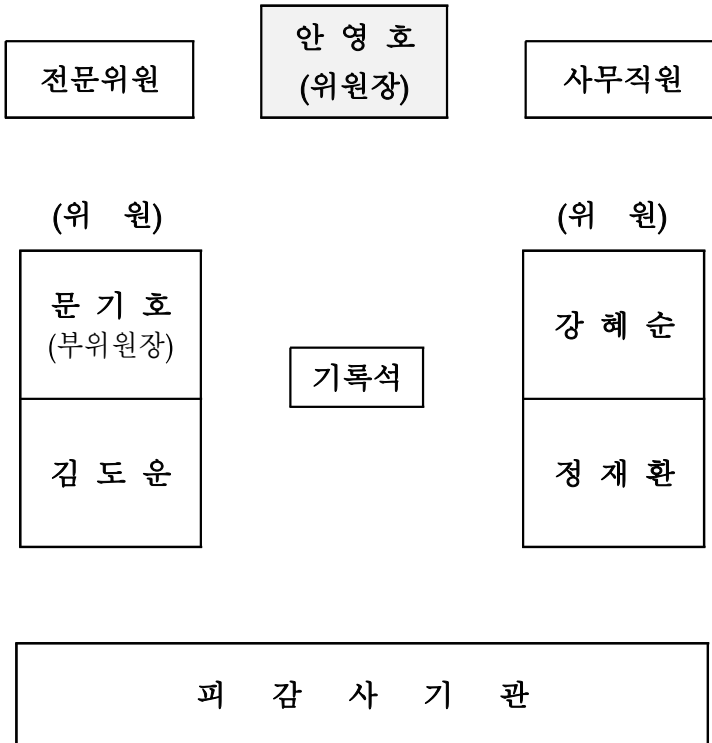 전문위원
안 영 호
(위원장)
사무직원
(위 원)
(위 원)
문 기 호
(부위원장)
강 혜 순
기록석
김 도 운
정 재 환
피 감 사 기 관